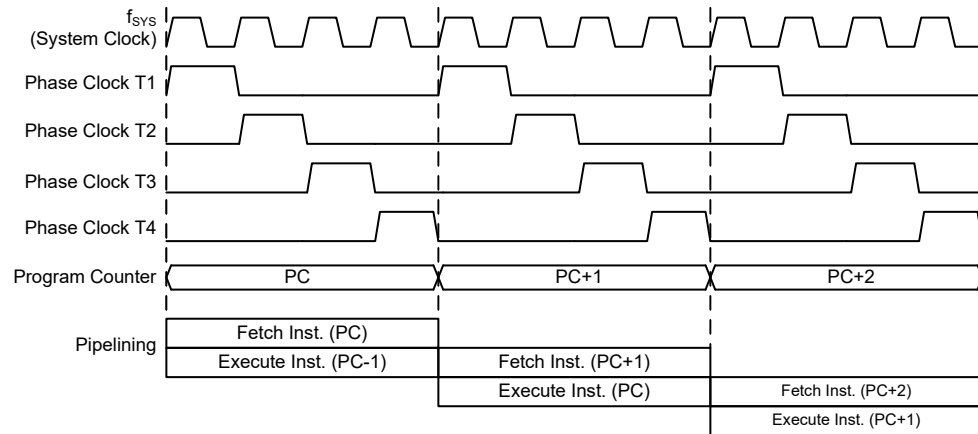 fSYS
(System Clock)
Phase Clock T1
Phase Clock T2
Phase Clock T3
Phase Clock T4
Program Counter PC PC+1 PC+2
Pipelining
Fetch Inst. (PC)
Execute Inst. (PC-1) Fetch Inst. (PC+1)
Execute Inst. (PC) Fetch Inst. (PC+2)
Execute Inst. (PC+1)